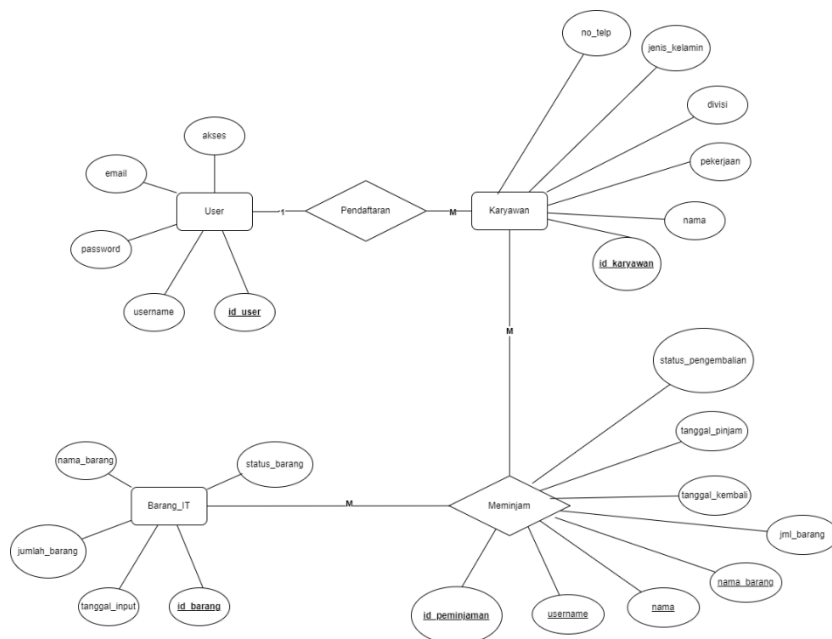 no_telp
jenis_kelamin
akses
divisi
email
pekerjaan
User
1
Pendaftaran
M
Karyawan
nama
password
id_karyawan
username
id_user
M
status_pengembalian
tanggal_pinjam
nama_barang
status_barang
tanggal_kembali
Barang_IT
M
Meminjam
jml_barang
jumlah_barang
nama_barang
tanggal_input
id_barang
id_peminjaman
username
nama